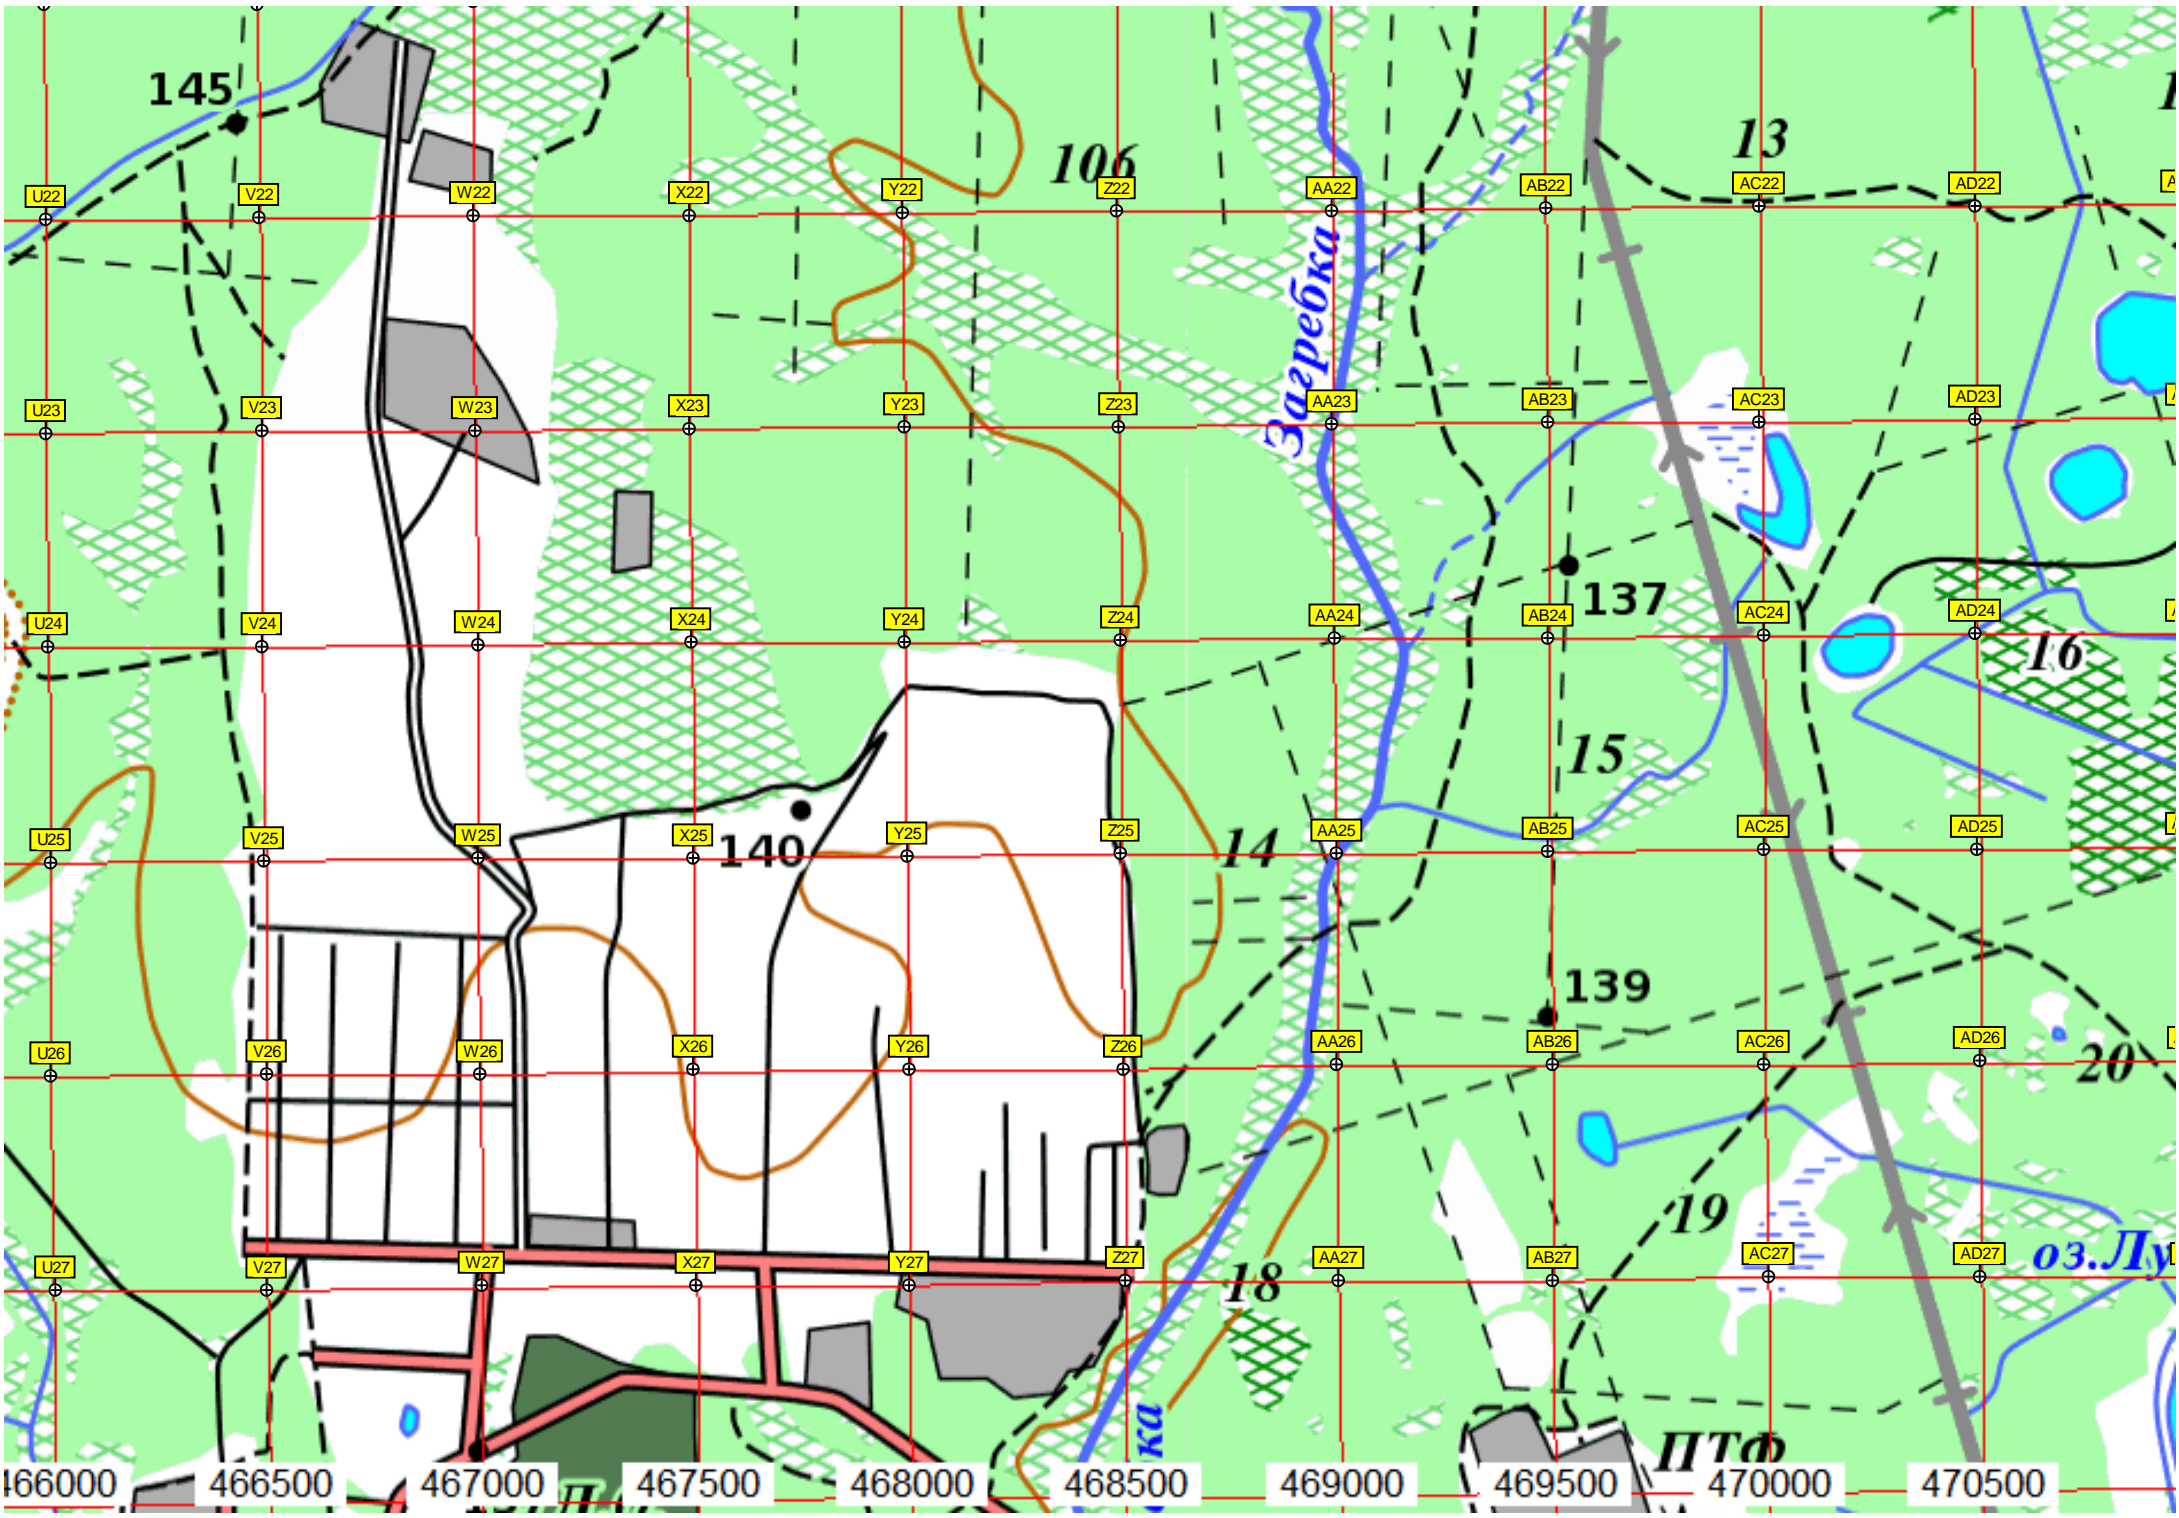 145
13
106
U22 V22 W22 X22 Y22 Z22 AA22 AB22 AC22 AD22
Загребка
U23 V23 W23 X23 Y23 Z23 AA23 AB23 AC23 AD23
137
U24 V24 W24 X24 Y24 Z24 AA24 AB24 AC24 AD24
16
15
U25 V25 W25 X25 140 Y25 Z25 14 AA25 AB25 AC25 AD25
139
U26 V26 W26 X26 Y26 Z26 AA26 AB26 AC26 AD26
20
19
оз.Лу
U27 V27 W27 X27 Y27 Z27 18 AA27 AB27 AC27 AD27
ка
ПТФ
466000 466500 467000 467500 468000 468500 469000 469500 470000 470500